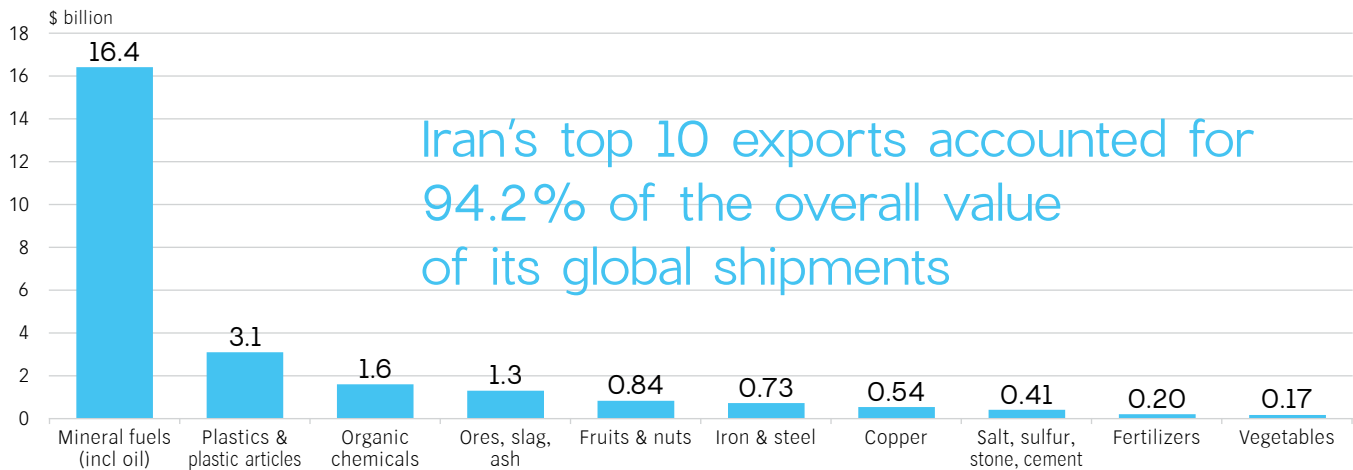 $ billion
18
16
14
12
10
8
6
4
2
0
16.4
3.1
1.6
1.3
0.84
0.73
0.54
0.41
0.20
0.17
Iran’s top 10 exports accounted for
94.2% of the overall value
of its global shipments
Mineral fuels
(incl oil)
Plastics &
plastic articles
Organic
chemicals
Ores, slag,
ash
Fruits & nuts
Iron & steel
Copper
Salt, sulfur,
stone, cement
Fertilizers
Vegetables